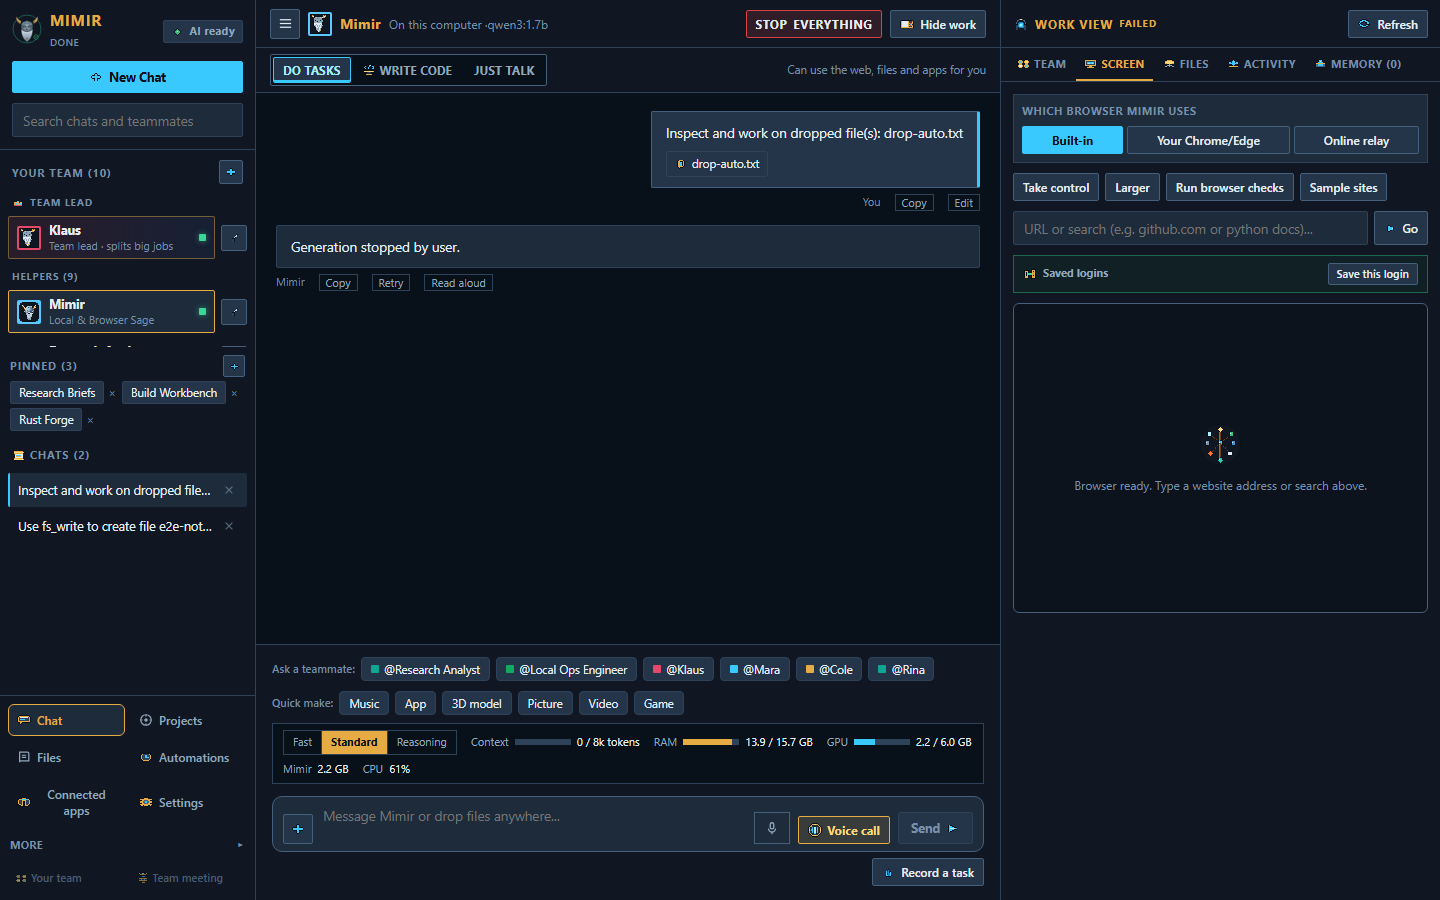 MIMIR
DONE
AI ready
New Chat
Search chats and teammates
YOUR TEAM (10)
TEAM LEAD
Klaus
Team lead · splits big jobs
HELPERS (9)
Mimir
Local & Browser Sage
PINNED (3)
Research Briefs ×
Build Workbench ×
Rust Forge ×
CHATS (2)
Inspect and work on dropped file... ×
Use fs_write to create file e2e-not... ×
Chat
Projects
Files
Automations
Connected apps
Settings
MORE
Your team
Team meeting
Mimir On this computer ·qwen3:1.7b
STOP EVERYTHING
Hide work
DO TASKS
WRITE CODE
JUST TALK
Can use the web, files and apps for you
Inspect and work on dropped file(s): drop-auto.txt
drop-auto.txt
You Copy Edit
Generation stopped by user.
Mimir Copy Retry Read aloud
Ask a teammate: @Research Analyst @Local Ops Engineer @Klaus @Mara @Cole @Rina
Quick make: Music App 3D model Picture Video Game
Fast Standard Reasoning Context 0 / 8k tokens RAM 13.9 / 15.7 GB GPU 2.2 / 6.0 GB
Mimir 2.2 GB CPU 61%
Message Mimir or drop files anywhere...
Voice call
Send
Record a task
WORK VIEW FAILED
Refresh
TEAM SCREEN FILES ACTIVITY MEMORY (0)
WHICH BROWSER MIMIR USES
Built-in Your Chrome/Edge Online relay
Take control Larger Run browser checks Sample sites
URL or search (e.g. github.com or python docs)... Go
Saved logins Save this login
Browser ready. Type a website address or search above.